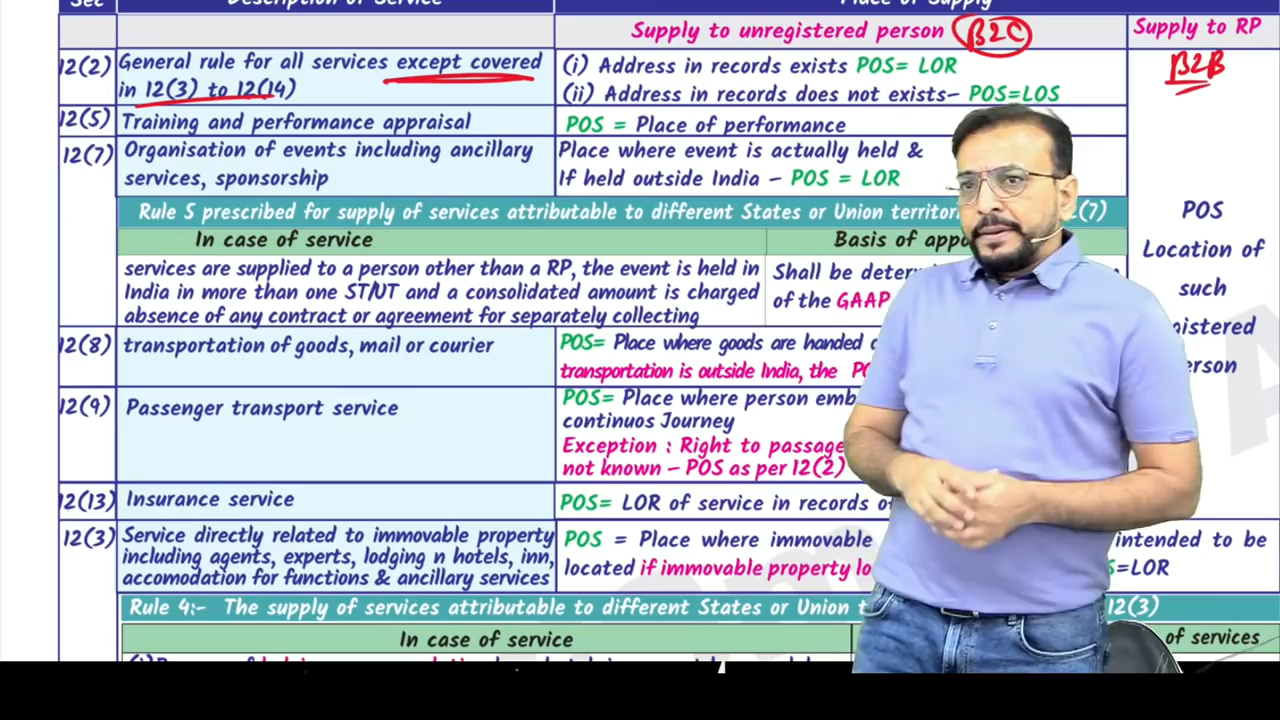 Sec Description of Service Place of Supply
Supply to unregistered person B2C Supply to RP
B2B
12(2) General rule for all services except covered in 12(3) to 12(14)
(i) Address in records exists POS= LOR
(ii) Address in records does not exists– POS=LOS
12(5) Training and performance appraisal POS = Place of performance
12(7) Organisation of events including ancillary services, sponsorship
Place where event is actually held &
If held outside India – POS = LOR
Rule 5 prescribed for supply of services attributable to different States or Union 2(7)
In case of service Basis of
services are supplied to a person other than a RP, the event is held in
India in more than one ST/UT and a consolidated amount is charged
absence of any contract or agreement for separately collecting
Shall be
of the GAAP
12(8) transportation of goods, mail or courier
POS= Place where goods are handed
transportation is outside India, the
12(9) Passenger transport service
POS= Place where person
continuos Journey
Exception : Right to passage
not known – POS as per 12(2)
12(13) Insurance service POS= LOR of service in records
POS
Location of
such
12(3) Service directly related to immovable property
including agents, experts, lodging n hotels, inn,
accomodation for functions & ancillary services
POS = Place where immovable intended to be
located if immovable property =LOR
Rule 4:- The supply of services attributable to different States or Union 12(3)
In case of service of services